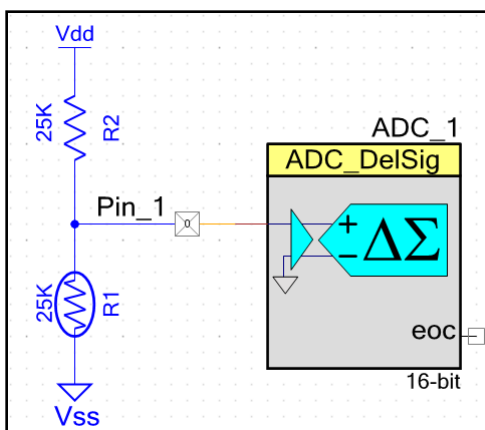 Vdd
25K
R2
Pin_1
0
25K
R1
Vss
ADC_1
ADC_DelSig
+
−
ΔΣ
eoc
16-bit